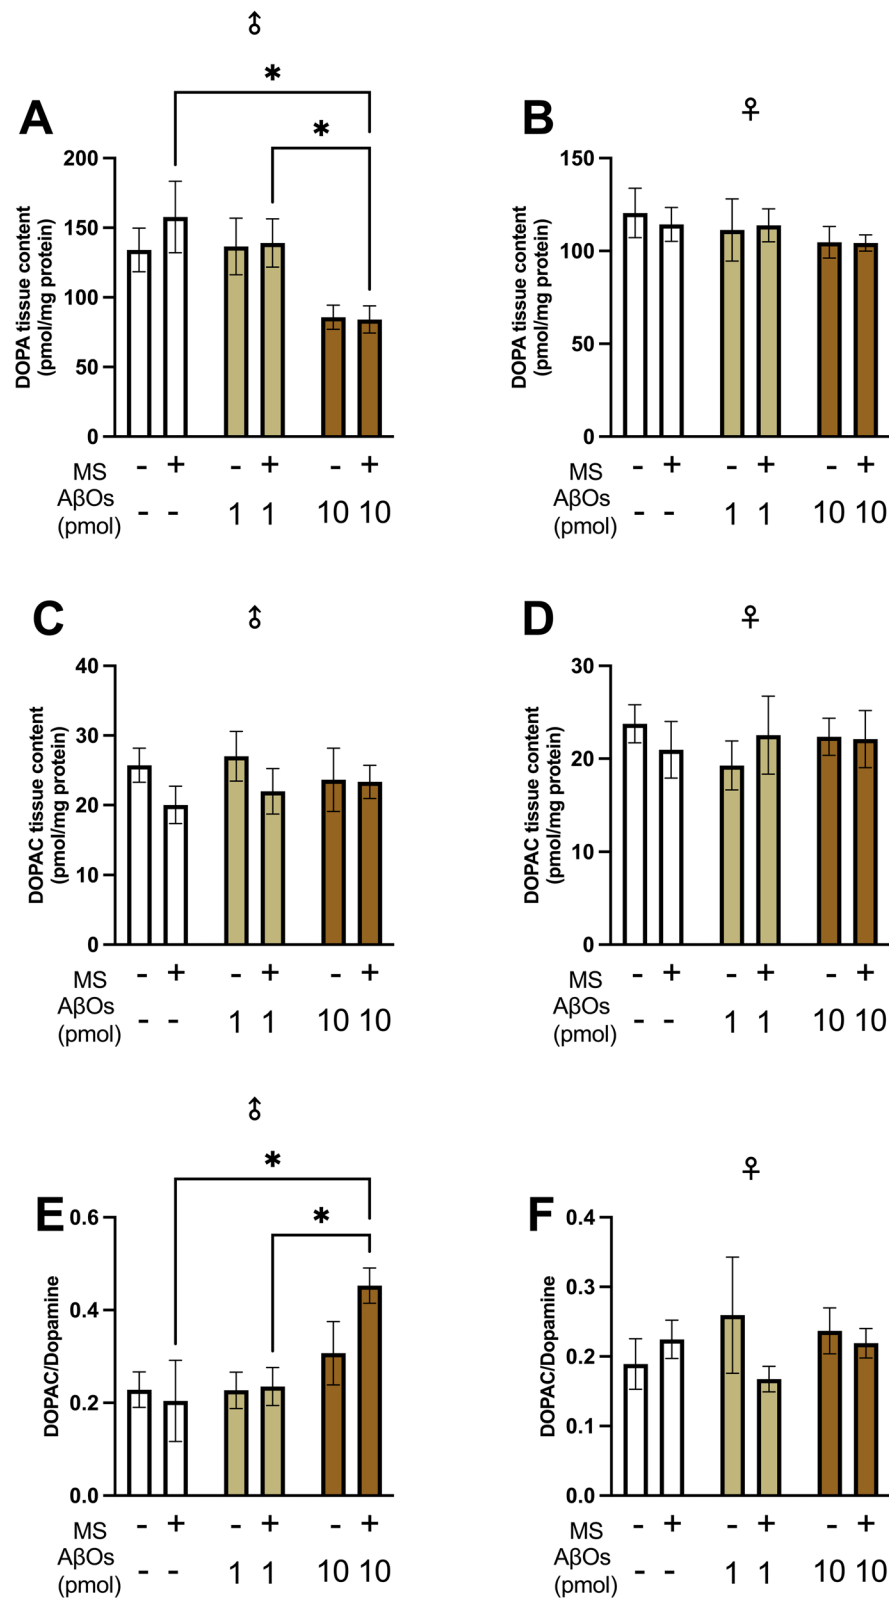 ♂
*
*
A
DOPA tissue content
(pmol/mg protein)
200
150
100
50
0
MS - + - + - +
AβOs
(pmol) - - 1 1 10 10
♀
B
DOPA tissue content
(pmol/mg protein)
150
100
50
0
MS - + - + - +
AβOs
(pmol) - - 1 1 10 10
♂
C
DOPAC tissue content
(pmol/mg protein)
40
30
20
10
0
MS - + - + - +
AβOs
(pmol) - - 1 1 10 10
♀
D
DOPAC tissue content
(pmol/mg protein)
30
20
10
0
MS - + - + - +
AβOs
(pmol) - - 1 1 10 10
♂
*
*
E
DOPAC/Dopamine
0.6
0.4
0.2
0.0
MS - + - + - +
AβOs
(pmol) - - 1 1 10 10
♀
F
DOPAC/Dopamine
0.4
0.3
0.2
0.1
0.0
MS - + - + - +
AβOs
(pmol) - - 1 1 10 10